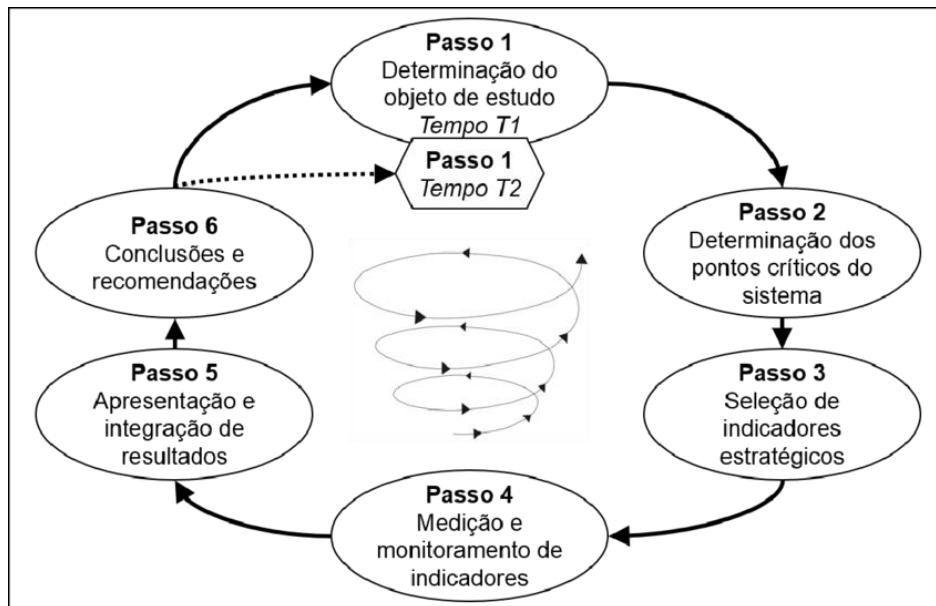 Passo 1
Determinação do
objeto de estudo
Tempo T1
Passo 1
Tempo T2
Passo 2
Determinação dos
pontos críticos do
sistema
Passo 3
Seleção de
indicadores
estratégicos
Passo 4
Medição e
monitoramento de
indicadores
Passo 5
Apresentação e
integração de
resultados
Passo 6
Conclusões e
recomendações